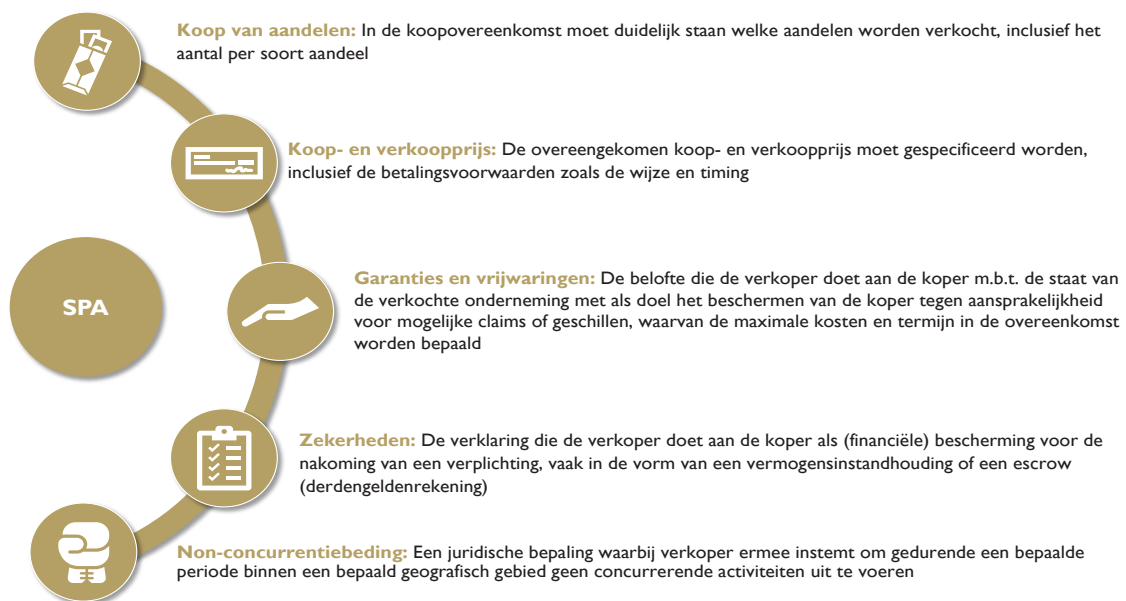 Koop van aandelen: In de koopovereenkomst moet duidelijk staan welke aandelen worden verkocht, inclusief het
aantal per soort aandeel
Koop- en verkoopprijs: De overeengekomen koop- en verkoopprijs moet gespecificeerd worden,
inclusief de betalingsvoorwaarden zoals de wijze en timing
SPA
Garanties en vrijwaringen: De belofte die de verkoper doet aan de koper m.b.t. de staat van
de verkochte onderneming met als doel het beschermen van de koper tegen aansprakelijkheid
voor mogelijke claims of geschillen, waarvan de maximale kosten en termijn in de overeenkomst
worden bepaald
Zekerheden: De verklaring die de verkoper doet aan de koper als (financiële) bescherming voor de
nakoming van een verplichting, vaak in de vorm van een vermogensinstandhouding of een escrow
(derdengeldenrekening)
Non-concurrentiebeding: Een juridische bepaling waarbij verkoper ermee instemt om gedurende een bepaalde
periode binnen een bepaald geografisch gebied geen concurrerende activiteiten uit te voeren